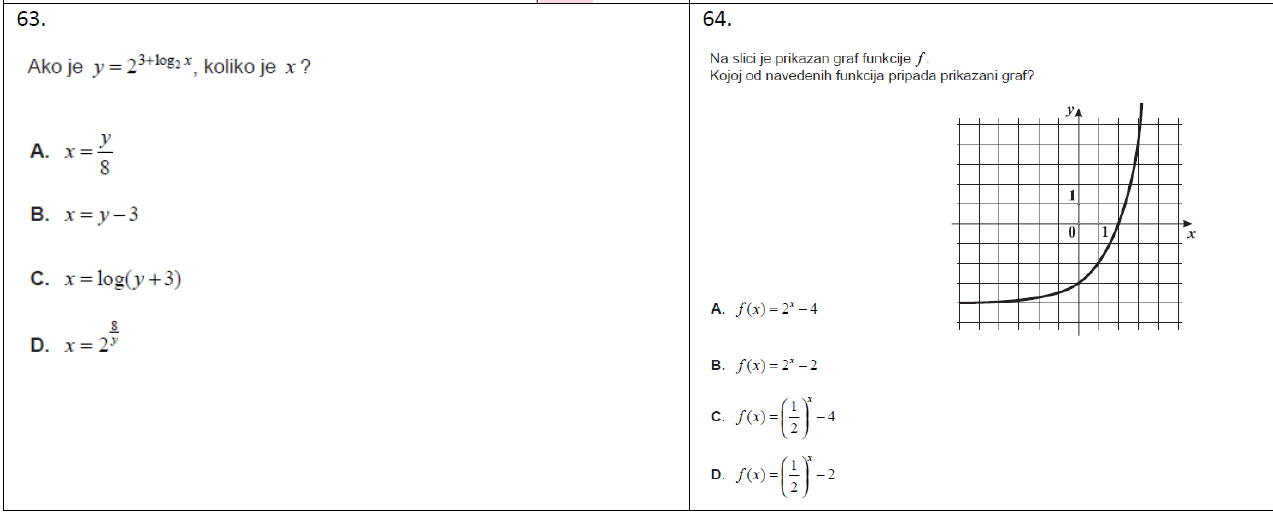 63.
Ako je y = 2^{3+log₂ x}, koliko je x ?
A. x = y/8
B. x = y − 3
C. x = log(y + 3)
D. x = 2^{8/y}
64.
Na slici je prikazan graf funkcije f.
Kojoj od navedenih funkcija pripada prikazani graf?
y
1
0 1 x
A. f(x) = 2^x − 4
B. f(x) = 2^x − 2
C. f(x) = (1/2)^x − 4
D. f(x) = (1/2)^x − 2